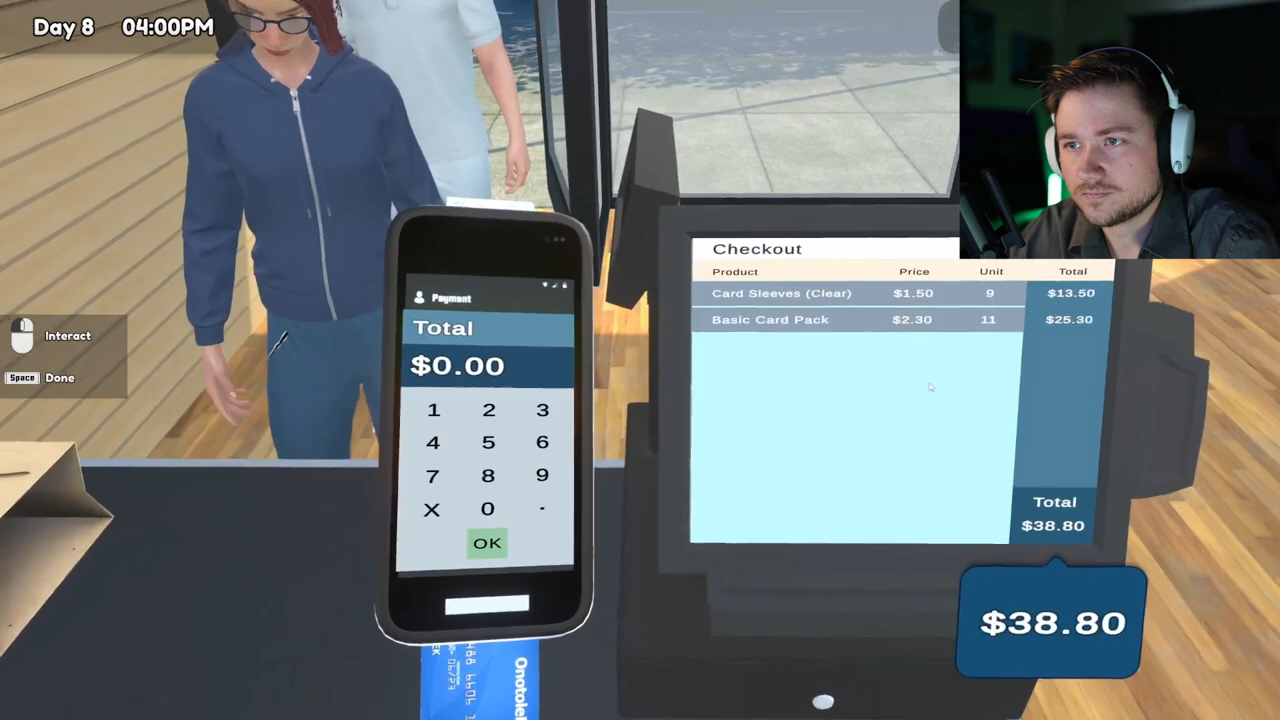 Day 8 04:00PM
Interact
Space Done
Payment
Total
$0.00
1 2 3
4 5 6
7 8 9
X 0 .
OK
Checkout
Product Price Unit Total
Card Sleeves (Clear) $1.50 9 $13.50
Basic Card Pack $2.30 11 $25.30
Total
$38.80
$38.80